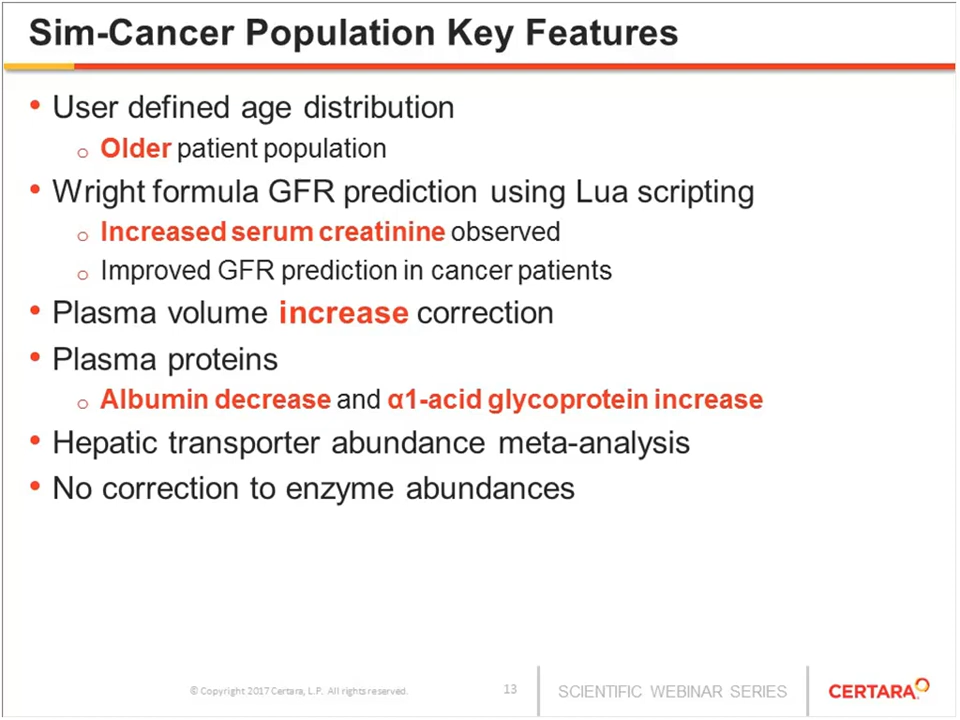 Sim-Cancer Population Key Features
• User defined age distribution
o Older patient population
• Wright formula GFR prediction using Lua scripting
o Increased serum creatinine observed
o Improved GFR prediction in cancer patients
• Plasma volume increase correction
• Plasma proteins
o Albumin decrease and α1-acid glycoprotein increase
• Hepatic transporter abundance meta-analysis
• No correction to enzyme abundances
© Copyright 2017 Certara, L.P. All rights reserved.
13
SCIENTIFIC WEBINAR SERIES
CERTARA